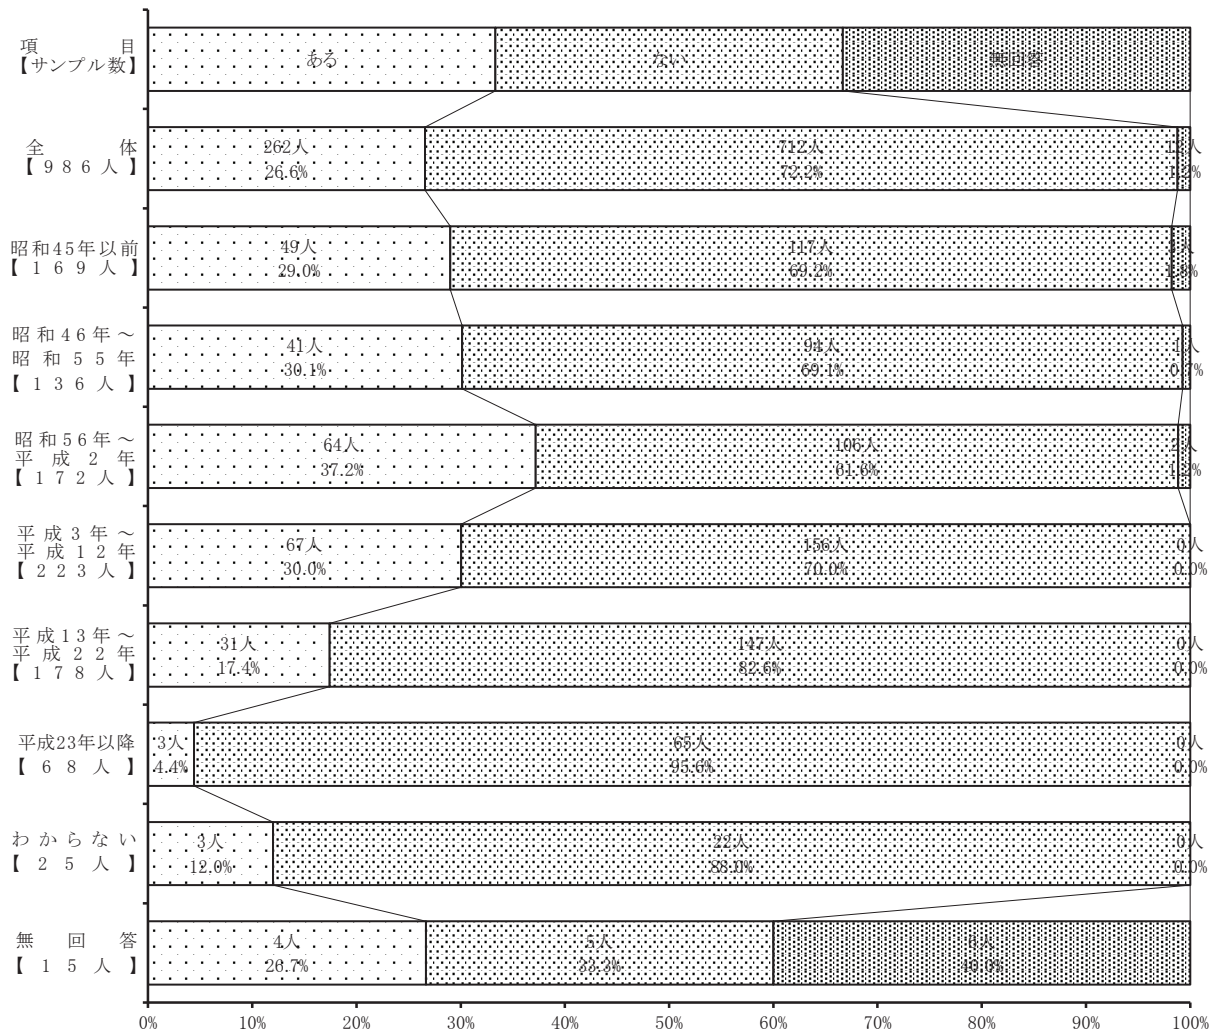 項　目
【サンプル数】
ある
ない
無回答
全　体
【986人】
262人
26.6%
712人
72.2%
12人
1.2%
昭和45年以前
【169人】
49人
29.0%
117人
69.2%
3人
1.8%
昭和46年～
昭和55年
【136人】
41人
30.1%
94人
69.1%
1人
0.7%
昭和56年～
平成2年
【172人】
64人
37.2%
106人
61.6%
2人
1.2%
平成3年～
平成12年
【223人】
67人
30.0%
156人
70.0%
0人
0.0%
平成13年～
平成22年
【178人】
31人
17.4%
147人
82.6%
0人
0.0%
平成23年以降
【68人】
3人
4.4%
65人
95.6%
0人
0.0%
わからない
【25人】
3人
12.0%
22人
88.0%
0人
0.0%
無回答
【15人】
4人
26.7%
5人
33.3%
6人
40.0%
0% 10% 20% 30% 40% 50% 60% 70% 80% 90% 100%